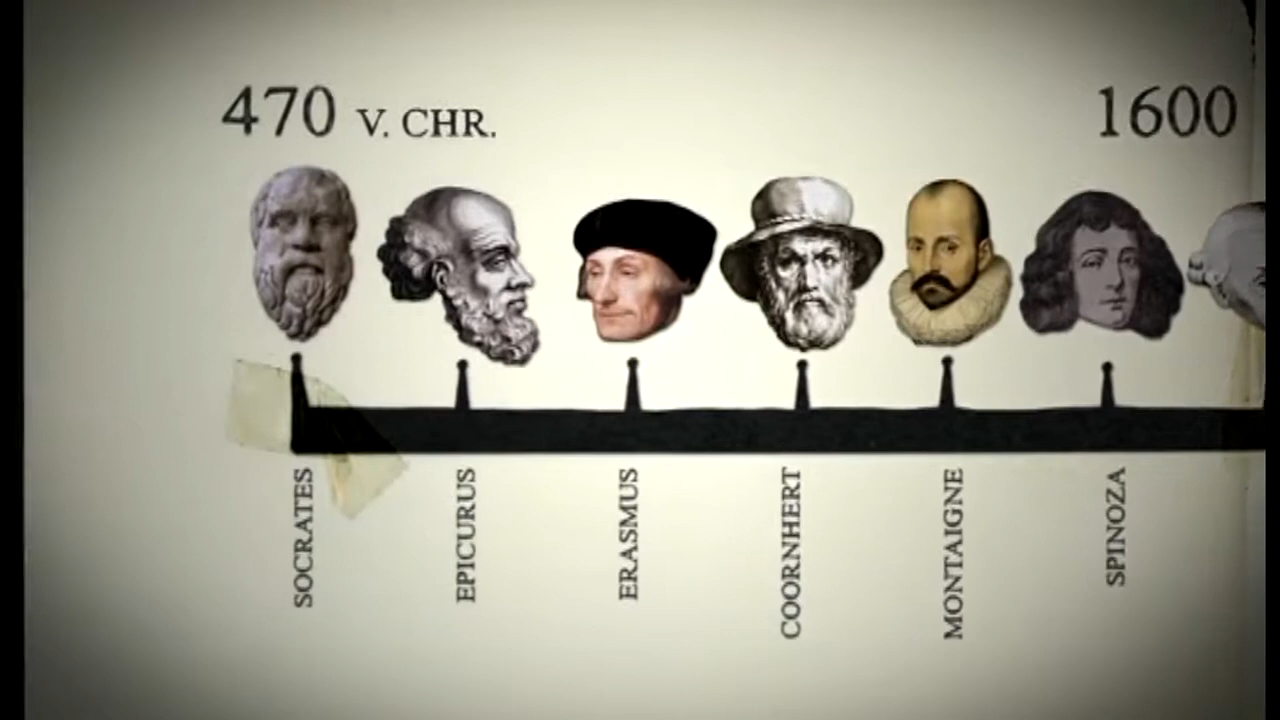 470 V. CHR.
1600
SOCRATES
EPICURUS
ERASMUS
COORNHERT
MONTAIGNE
SPINOZA